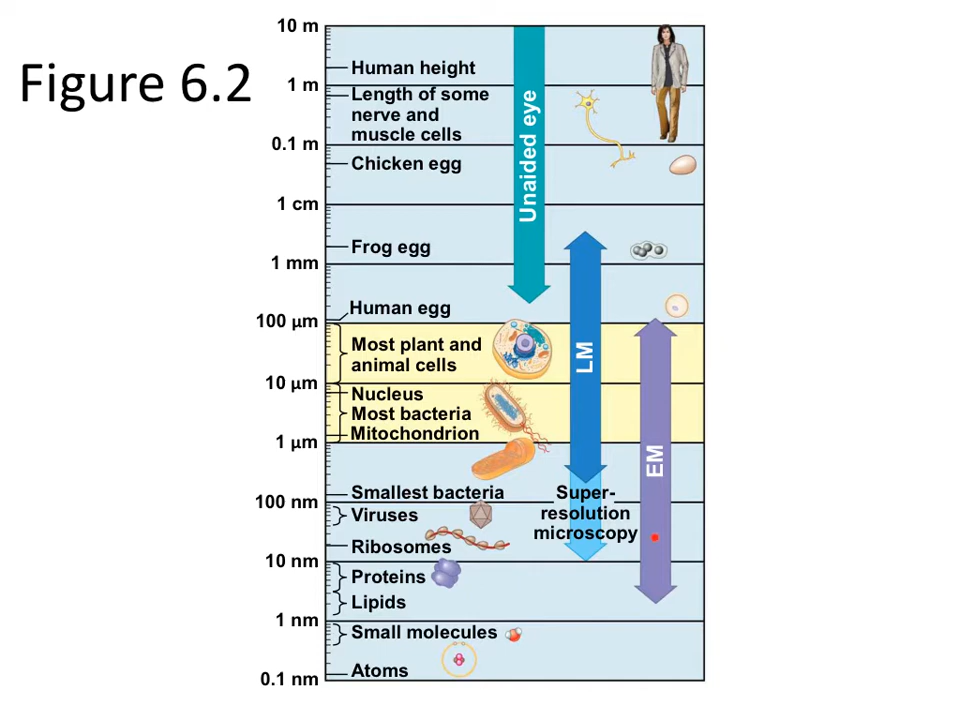 Figure 6.2
10 m
Human height
1 m
Length of some
nerve and
muscle cells
0.1 m
Chicken egg
1 cm
Frog egg
1 mm
Human egg
100 µm
Most plant and
animal cells
10 µm
Nucleus
Most bacteria
Mitochondrion
1 µm
Smallest bacteria
100 nm
Viruses
Ribosomes
10 nm
Proteins
Lipids
1 nm
Small molecules
Atoms
0.1 nm
Unaided eye
LM
Super-
resolution
microscopy
EM